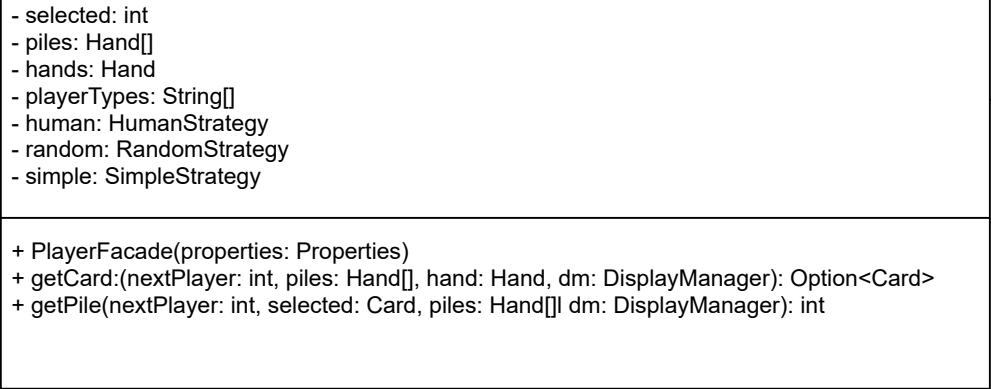 - selected: int
- piles: Hand[]
- hands: Hand
- playerTypes: String[]
- human: HumanStrategy
- random: RandomStrategy
- simple: SimpleStrategy
+ PlayerFacade(properties: Properties)
+ getCard:(nextPlayer: int, piles: Hand[], hand: Hand, dm: DisplayManager): Option<Card>
+ getPile(nextPlayer: int, selected: Card, piles: Hand[]l dm: DisplayManager): int